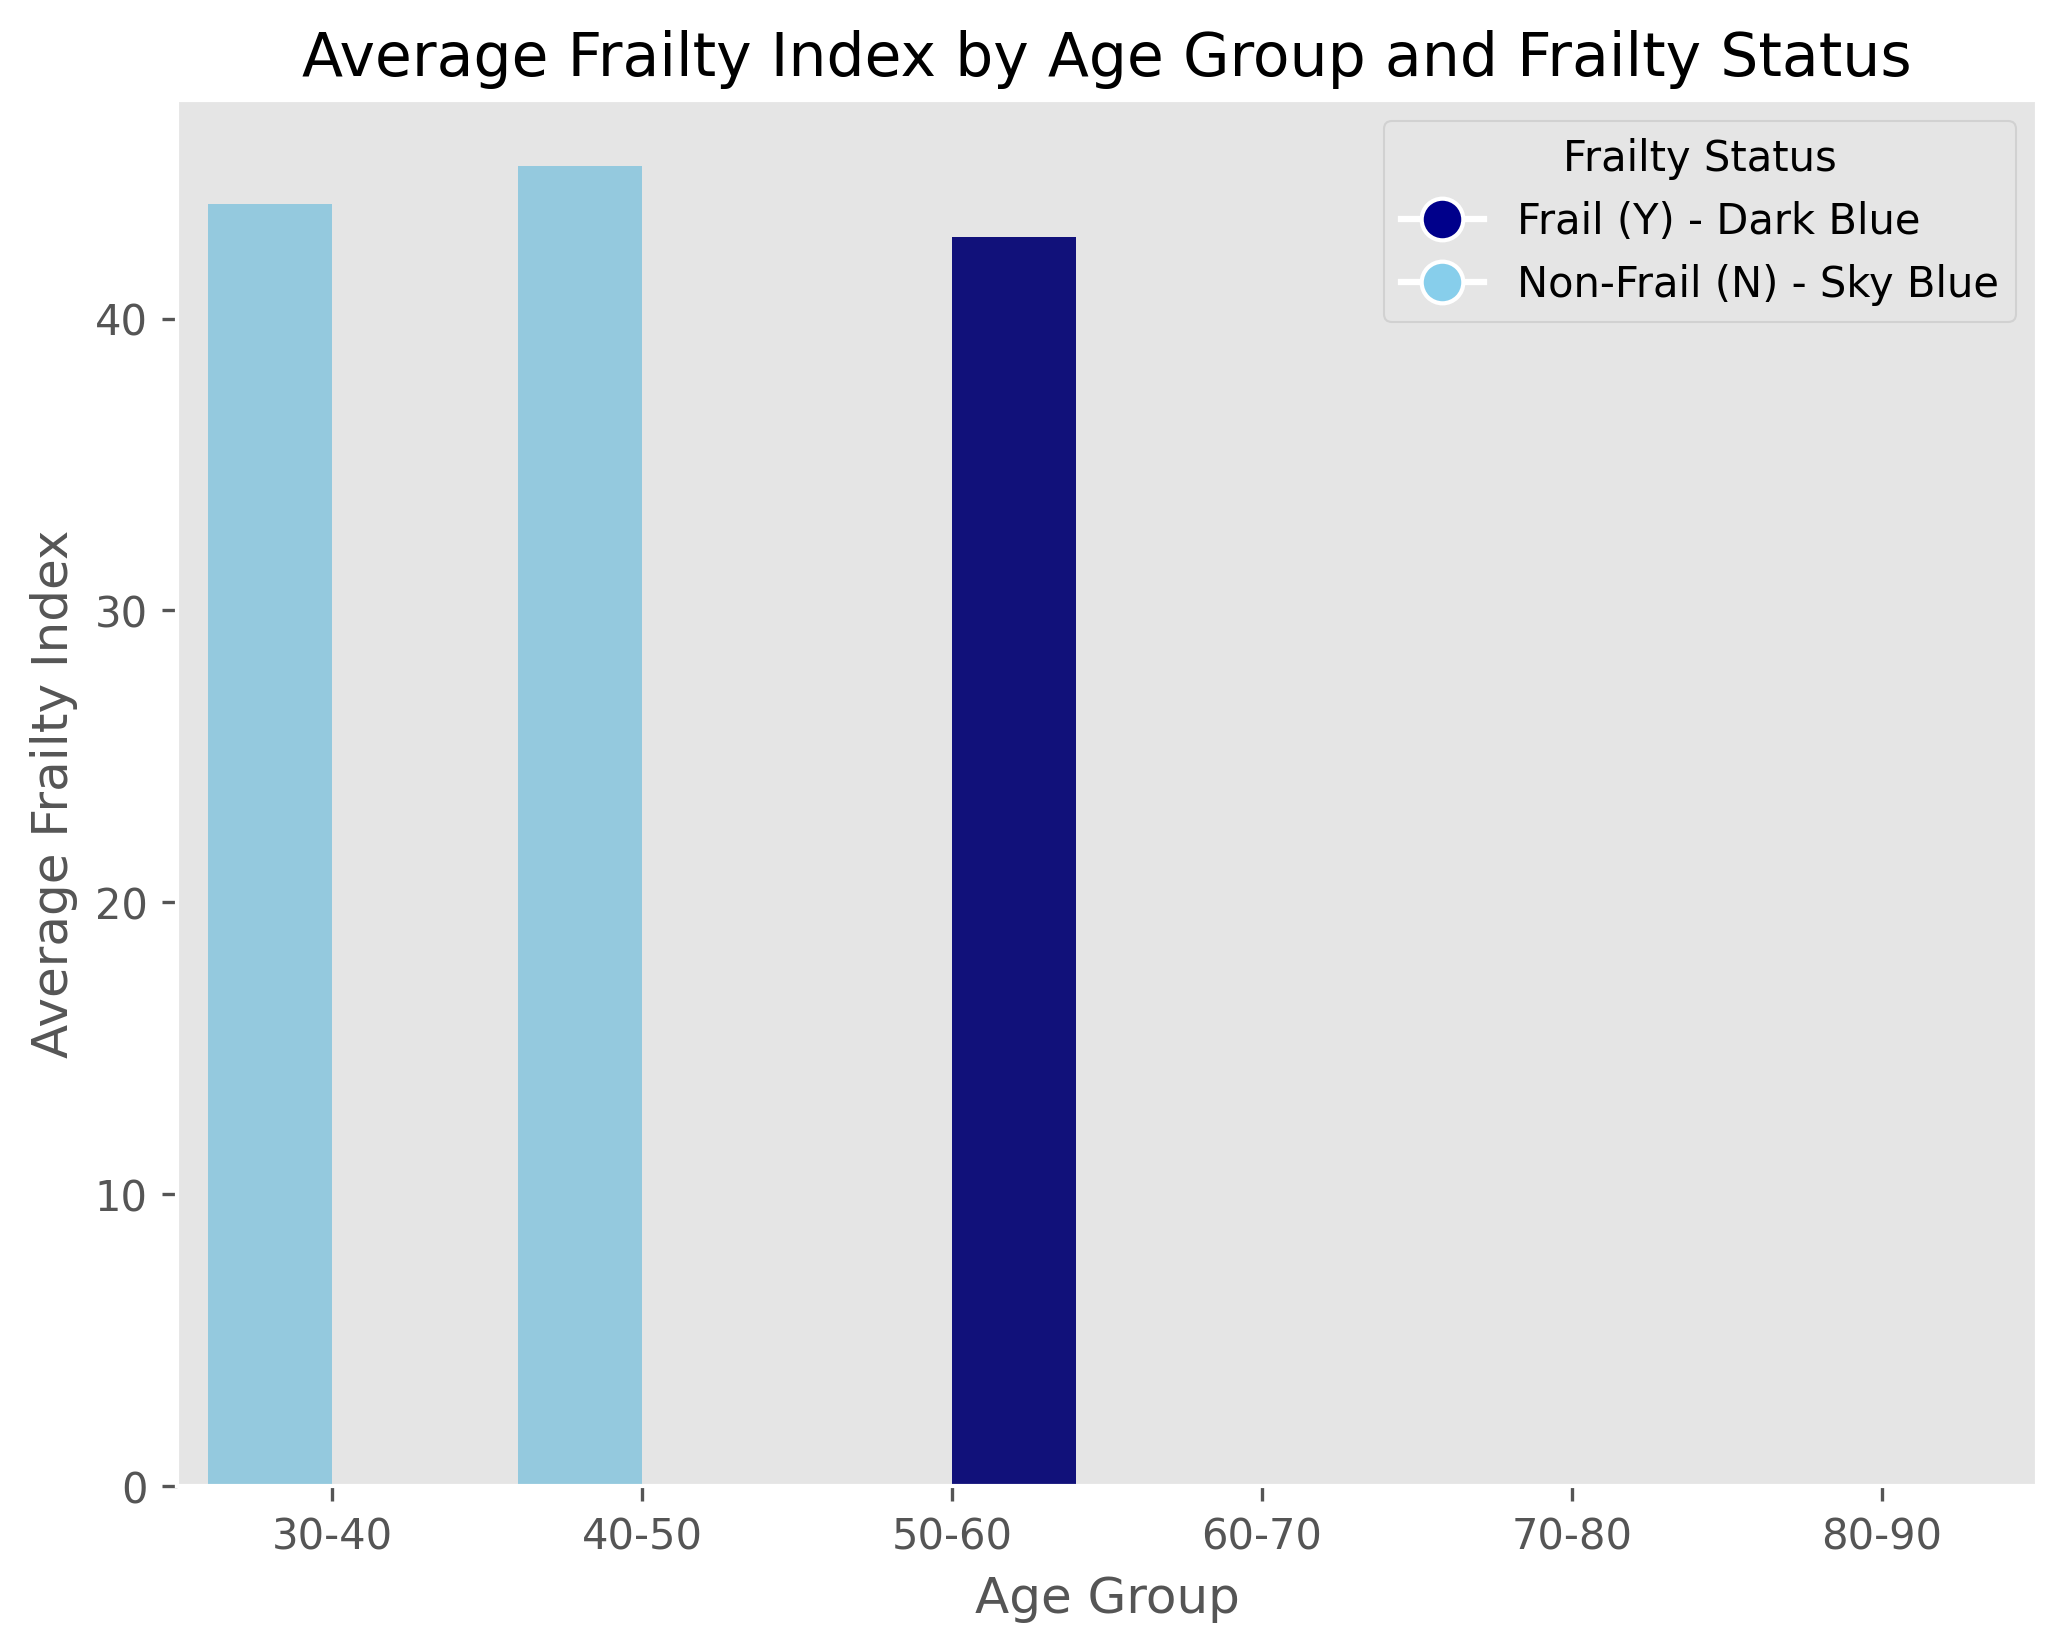 Average Frailty Index by Age Group and Frailty Status
Frailty Status
Frail (Y) - Dark Blue
Non-Frail (N) - Sky Blue
Average Frailty Index
40
30
20
10
0
30-40
40-50
50-60
60-70
70-80
80-90
Age Group